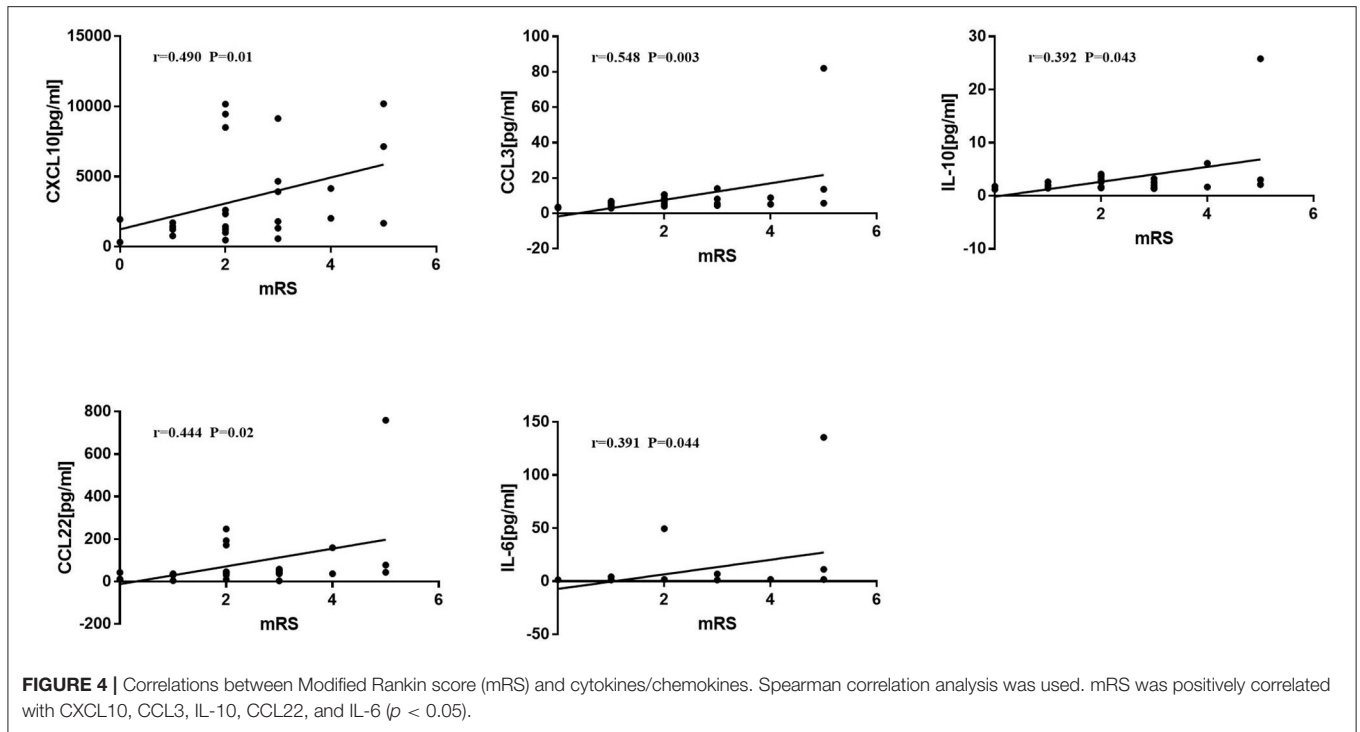 r=0.490 P=0.01
CXCL10[pg/ml]
15000
10000
5000
0
0 2 4 6
mRS
r=0.548 P=0.003
CCL3[pg/ml]
100
80
60
40
20
0
-20
2 4 6
mRS
r=0.392 P=0.043
IL-10[pg/ml]
30
20
10
0
-10
2 4 6
mRS
r=0.444 P=0.02
CCL22[pg/ml]
800
600
400
200
0
-200
2 4 6
mRS
r=0.391 P=0.044
IL-6[pg/ml]
150
100
50
0
-50
2 4 6
mRS
FIGURE 4 | Correlations between Modified Rankin score (mRS) and cytokines/chemokines. Spearman correlation analysis was used. mRS was positively correlated
with CXCL10, CCL3, IL-10, CCL22, and IL-6 (p < 0.05).